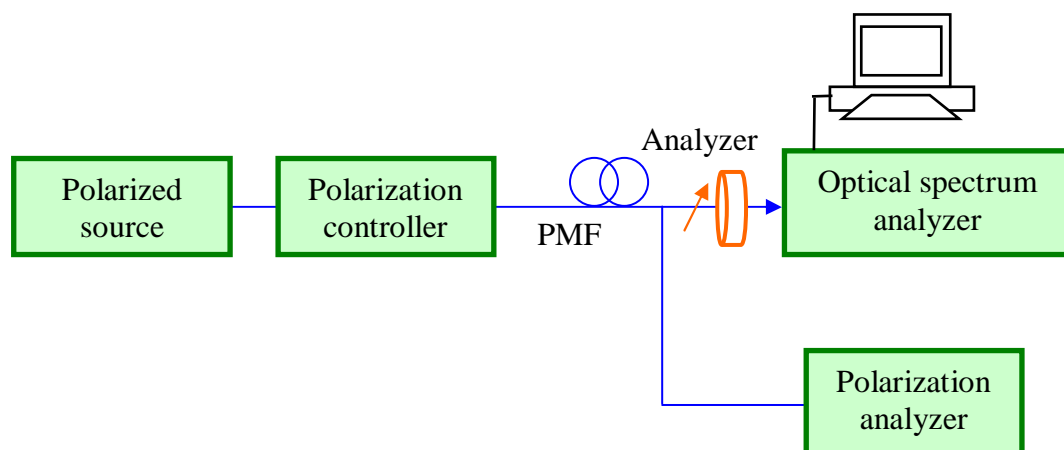 Analyzer
Polarized
source
Polarization
controller
PMF
Optical spectrum
analyzer
Polarization
analyzer